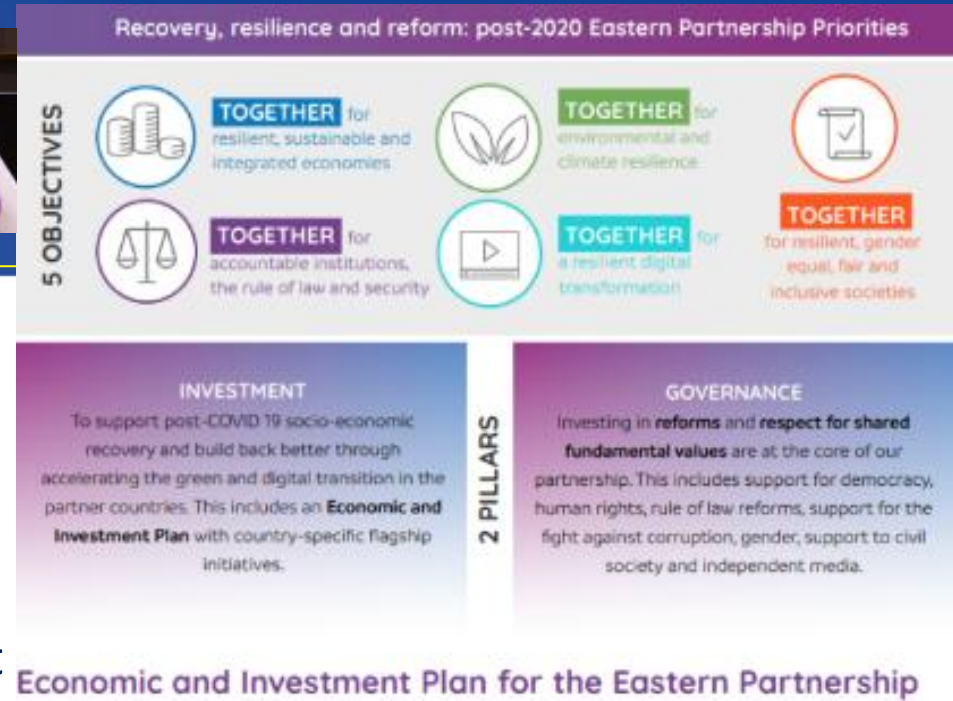 Recovery, resilience and reform: post-2020 Eastern Partnership Priorities
5 OBJECTIVES
TOGETHER for
resilient, sustainable and
integrated economies
TOGETHER for
environmental and
climate resilience
TOGETHER for
accountable institutions,
the rule of law and security
TOGETHER for
a resilient digital
transformation
TOGETHER
for resilient, gender
equal, fair and
inclusive societies
INVESTMENT
To support post-COVID 19 socio-economic
recovery and build back better through
accelerating the green and digital transition in the
partner countries. This includes an Economic and
Investment Plan with country-specific flagship
initiatives.
2 PILLARS
GOVERNANCE
Investing in reforms and respect for shared
fundamental values are at the core of our
partnership. This includes support for democracy,
human rights, rule of law reforms, support for the
fight against corruption, gender, support to civil
society and independent media.
Economic and Investment Plan for the Eastern Partnership